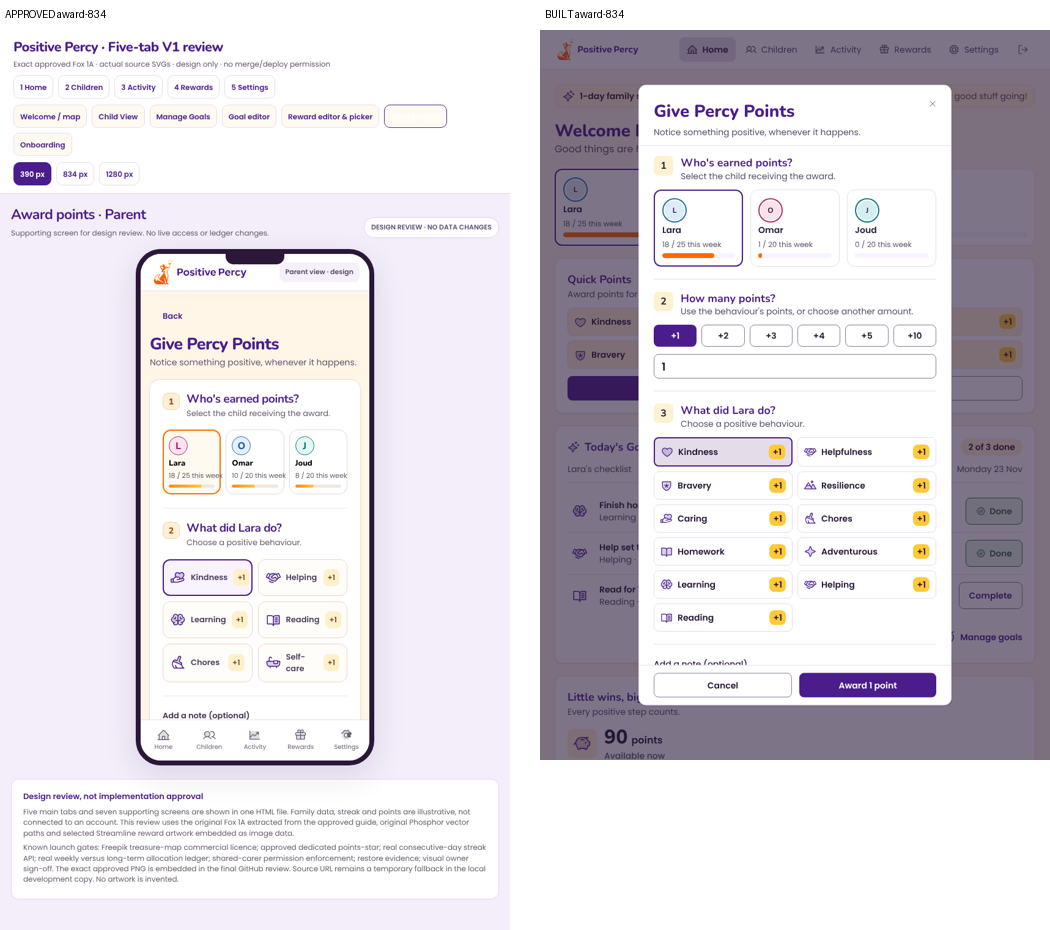 APPROVED award-834
Positive Percy · Five-tab V1 review
Exact approved Fox 1A · actual source SVGs · design only · no merge/deploy permission
1 Home
2 Children
3 Activity
4 Rewards
5 Settings
Welcome / map
Child View
Manage Goals
Goal editor
Reward editor & picker
Onboarding
390 px
834 px
1280 px
Award points · Parent
Supporting screen for design review. No live access or ledger changes.
DESIGN REVIEW · NO DATA CHANGES
Positive Percy
Parent view · design
Back
Give Percy Points
Notice something positive, whenever it happens.
1
Who's earned points?
Select the child receiving the award.
L
Lara
18 / 25 this week
O
Omar
10 / 20 this week
J
Joud
8 / 20 this week
2
What did Lara do?
Choose a positive behaviour.
Kindness +1
Helping +1
Learning +1
Reading +1
Chores +1
Self-
care
+1
Add a note (optional)
Home
Children
Activity
Rewards
Settings
Design review, not implementation approval
Five main tabs and seven supporting screens are shown in one HTML file. Family data, streak and points are illustrative, not
connected to an account. This review uses the original Fox 1A extracted from the approved guide, original Phosphor vector
paths and selected Streamline reward artwork embedded as image data.
Known launch gates: Freepik treasure-map commercial licence; approved dedicated points-star; real consecutive-day streak
API; real weekly versus long-term allocation ledger; shared-carer permission enforcement; restore evidence; visual owner
sign-off. The exact approved PNG is embedded in the final GitHub review. Source URL remains a temporary fallback in the local
development copy. No artwork is invented.
BUILT award-834
Positive Percy
Home
Children
Activity
Rewards
Settings
1-day family
good stuff going!
Welcome
Good things are
L
Lara
18 / 25 this week
Quick Points
Award points for
Kindness
+1
Bravery
+1
Today's Go
2 of 3 done
Lara's checklist
Monday 23 Nov
Finish ho
Learning
Done
Help set
Helping ·
Done
Read for
Reading
Complete
Manage goals
Little wins, big
Every positive step counts.
90 points
Available now
Give Percy Points
×
Notice something positive, whenever it happens.
1
Who's earned points?
Select the child receiving the award.
L
Lara
18 / 25 this week
O
Omar
1 / 20 this week
J
Joud
0 / 20 this week
2
How many points?
Use the behaviour's points, or choose another amount.
+1
+2
+3
+4
+5
+10
1
3
What did Lara do?
Choose a positive behaviour.
Kindness +1
Helpfulness +1
Bravery +1
Resilience +1
Caring +1
Chores +1
Homework +1
Adventurous +1
Learning +1
Helping +1
Reading +1
Add a note (optional)
Cancel
Award 1 point